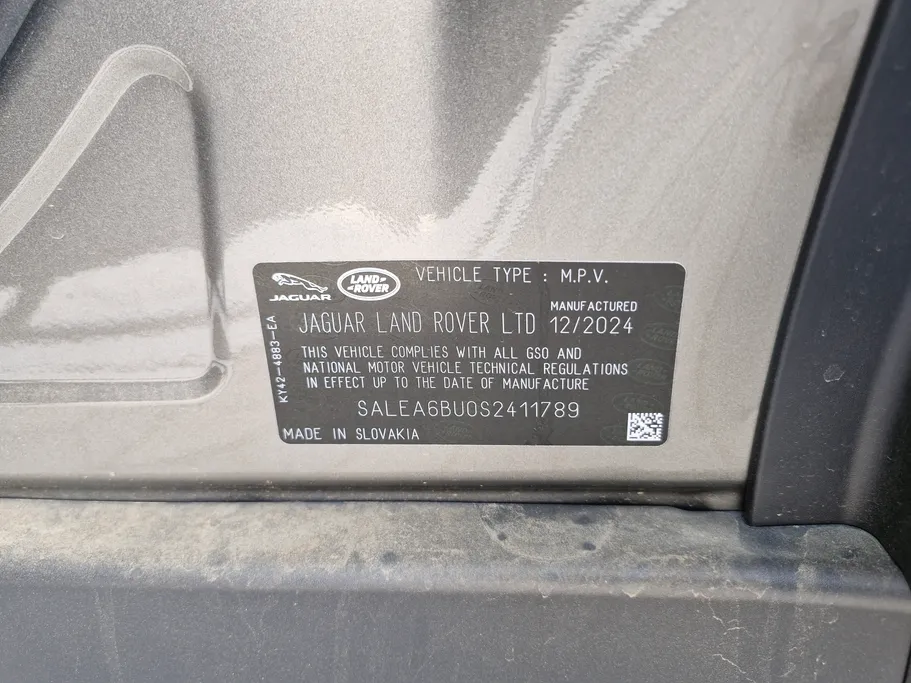 JAGUAR
LAND-
-ROVER
VEHICLE TYPE : M.P.V.
JAGUAR LAND ROVER LTD
MANUFACTURED
12/2024
THIS VEHICLE COMPLIES WITH ALL GSO AND
NATIONAL MOTOR VEHICLE TECHNICAL REGULATIONS
IN EFFECT UP TO THE DATE OF MANUFACTURE
SALEA6BU0S2411789
MADE IN SLOVAKIA
KY42-4883-EA